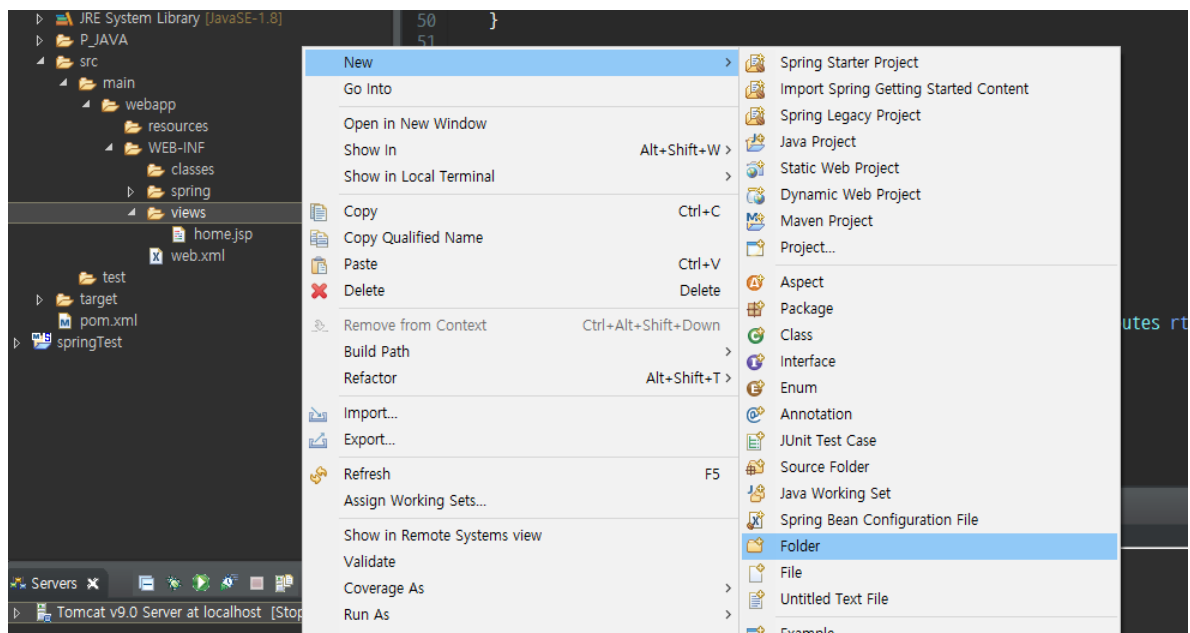 JRE System Library [JavaSE-1.8]
P_JAVA
src
main
webapp
resources
WEB-INF
classes
spring
views
home.jsp
web.xml
test
target
pom.xml
springTest
Servers
Tomcat v9.0 Server at localhost [Stop
50 }
51
New
Go Into
Open in New Window
Show In Alt+Shift+W >
Show in Local Terminal >
Copy Ctrl+C
Copy Qualified Name
Paste Ctrl+V
Delete Delete
Remove from Context Ctrl+Alt+Shift+Down
Build Path >
Refactor Alt+Shift+T >
Import...
Export...
Refresh F5
Assign Working Sets...
Show in Remote Systems view
Validate
Coverage As >
Run As >
Spring Starter Project
Import Spring Getting Started Content
Spring Legacy Project
Java Project
Static Web Project
Dynamic Web Project
Maven Project
Project...
Aspect
Package
Class
Interface
Enum
Annotation
JUnit Test Case
Source Folder
Java Working Set
Spring Bean Configuration File
Folder
File
Untitled Text File
Example
utes rt